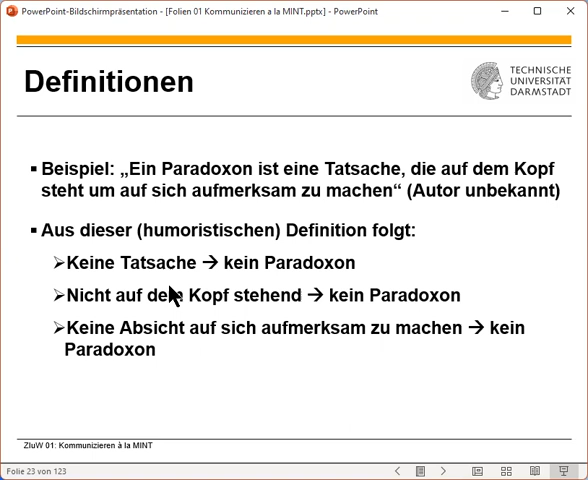 PowerPoint-Bildschirmpräsentation - [Folien 01 Kommunizieren a la MINT.pptx] - PowerPoint
Definitionen
TECHNISCHE
UNIVERSITÄT
DARMSTADT
▪ Beispiel: „Ein Paradoxon ist eine Tatsache, die auf dem Kopf
steht um auf sich aufmerksam zu machen“ (Autor unbekannt)
▪ Aus dieser (humoristischen) Definition folgt:
➢Keine Tatsache → kein Paradoxon
➢Nicht auf dem Kopf stehend → kein Paradoxon
➢Keine Absicht auf sich aufmerksam zu machen → kein
Paradoxon
ZIuW 01: Kommunizieren à la MINT
Folie 23 von 123